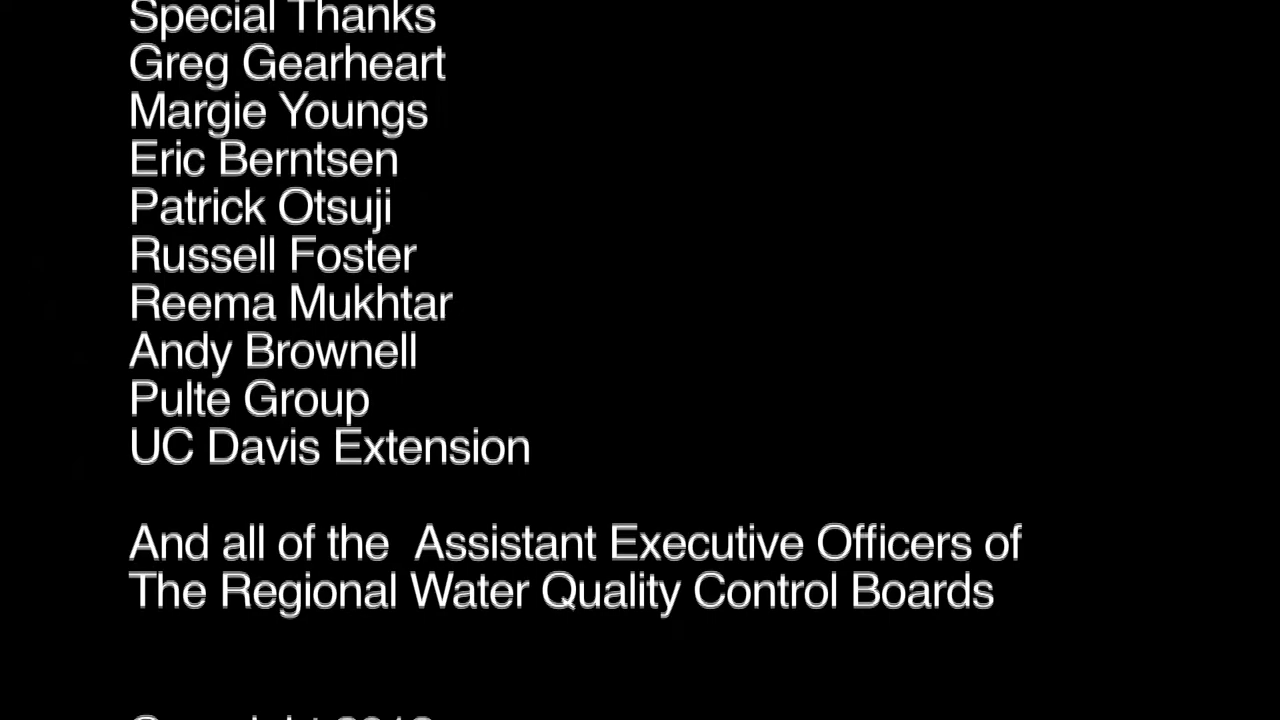 Special Thanks
Greg Gearheart
Margie Youngs
Eric Berntsen
Patrick Otsuji
Russell Foster
Reema Mukhtar
Andy Brownell
Pulte Group
UC Davis Extension
And all of the  Assistant Executive Officers of
The Regional Water Quality Control Boards